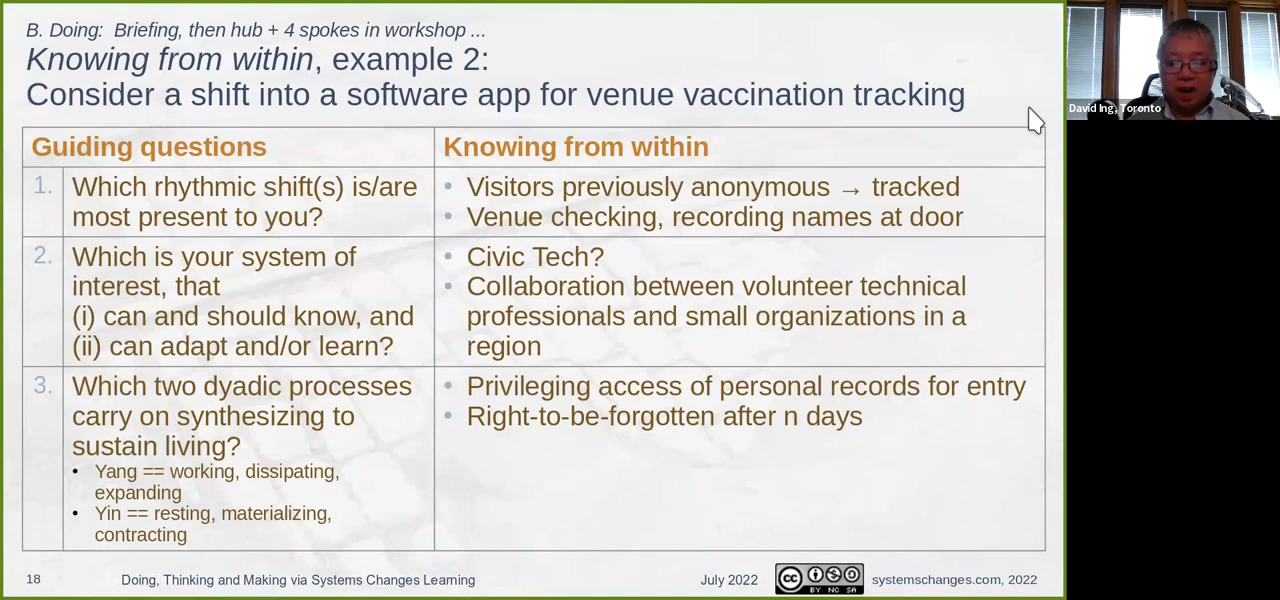 B. Doing: Briefing, then hub + 4 spokes in workshop ...
Knowing from within, example 2:
Consider a shift into a software app for venue vaccination tracking
Guiding questions
Knowing from within
1. Which rhythmic shift(s) is/are
most present to you?
• Visitors previously anonymous → tracked
• Venue checking, recording names at door
2. Which is your system of
interest, that
(i) can and should know, and
(ii) can adapt and/or learn?
• Civic Tech?
• Collaboration between volunteer technical
professionals and small organizations in a
region
3. Which two dyadic processes
carry on synthesizing to
sustain living?
• Yang == working, dissipating,
expanding
• Yin == resting, materializing,
contracting
• Privileging access of personal records for entry
• Right-to-be-forgotten after n days
18
Doing, Thinking and Making via Systems Changes Learning
July 2022
cc
BY NC SA
systemschanges.com, 2022
David Ing, Toronto